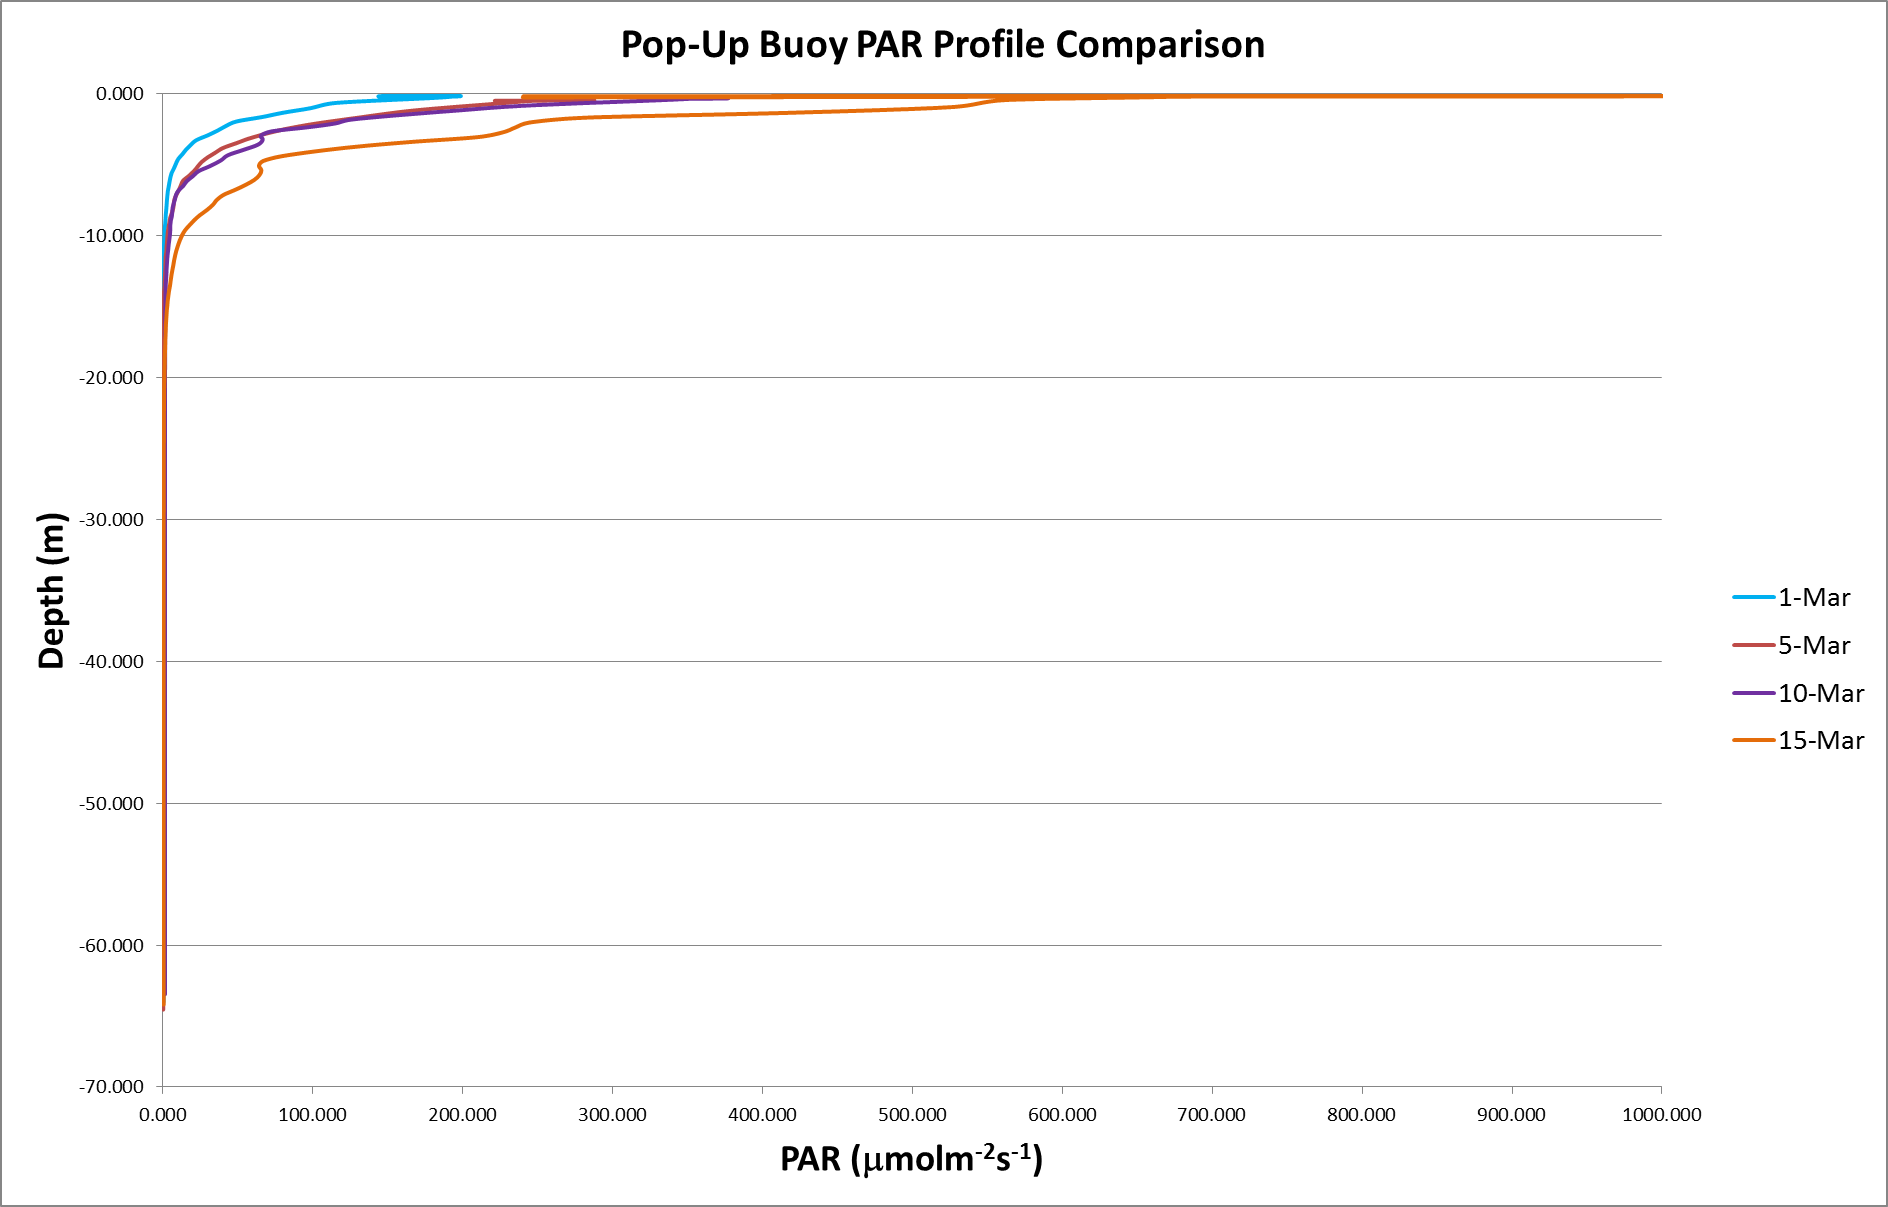 Pop-Up Buoy PAR Profile Comparison
0.000
-10.000
-20.000
-30.000
-40.000
-50.000
-60.000
-70.000
Depth (m)
0.000 100.000 200.000 300.000 400.000 500.000 600.000 700.000 800.000 900.000 1000.000
PAR (μmolm⁻²s⁻¹)
1-Mar
5-Mar
10-Mar
15-Mar